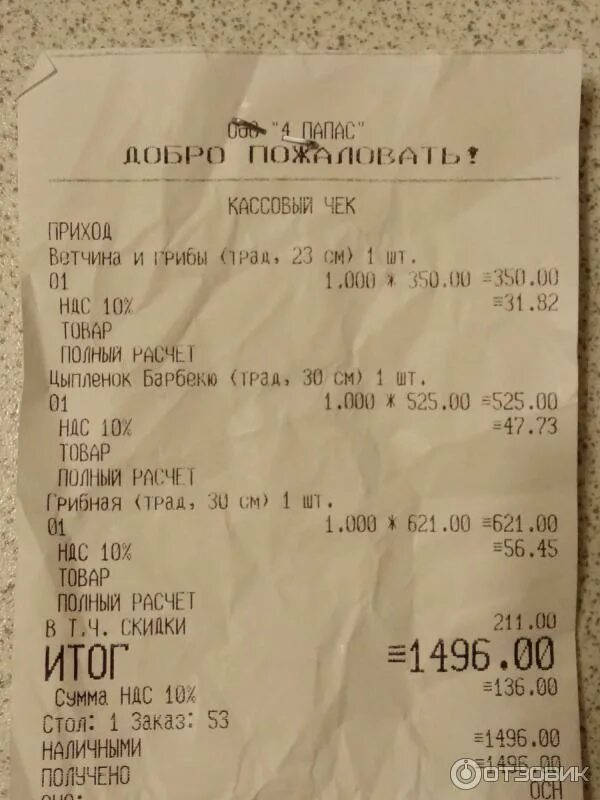 ООО "4 ПАПАС"
ДОБРО ПОЖАЛОВАТЬ!
КАССОВЫЙ ЧЕК
ПРИХОД
Ветчина и грибы (трад, 23 см) 1 шт.
01 1.000 * 350.00 ≡350.00
НДС 10% ≡31.82
ТОВАР
ПОЛНЫЙ РАСЧЕТ
Цыпленок Барбекю (трад, 30 см) 1 шт.
01 1.000 * 525.00 ≡525.00
НДС 10% ≡47.73
ТОВАР
ПОЛНЫЙ РАСЧЕТ
Грибная (трад, 30 см) 1 шт.
01 1.000 * 621.00 ≡621.00
НДС 10% ≡56.45
ТОВАР
ПОЛНЫЙ РАСЧЕТ
В Т.Ч. СКИДКИ 211.00
ИТОГ ≡1496.00
Сумма НДС 10% ≡136.00
Стол: 1 Заказ: 53
НАЛИЧНЫМИ ≡1496.00
ПОЛУЧЕНО ≡1496.00
ОСН
ОТЗОВИК